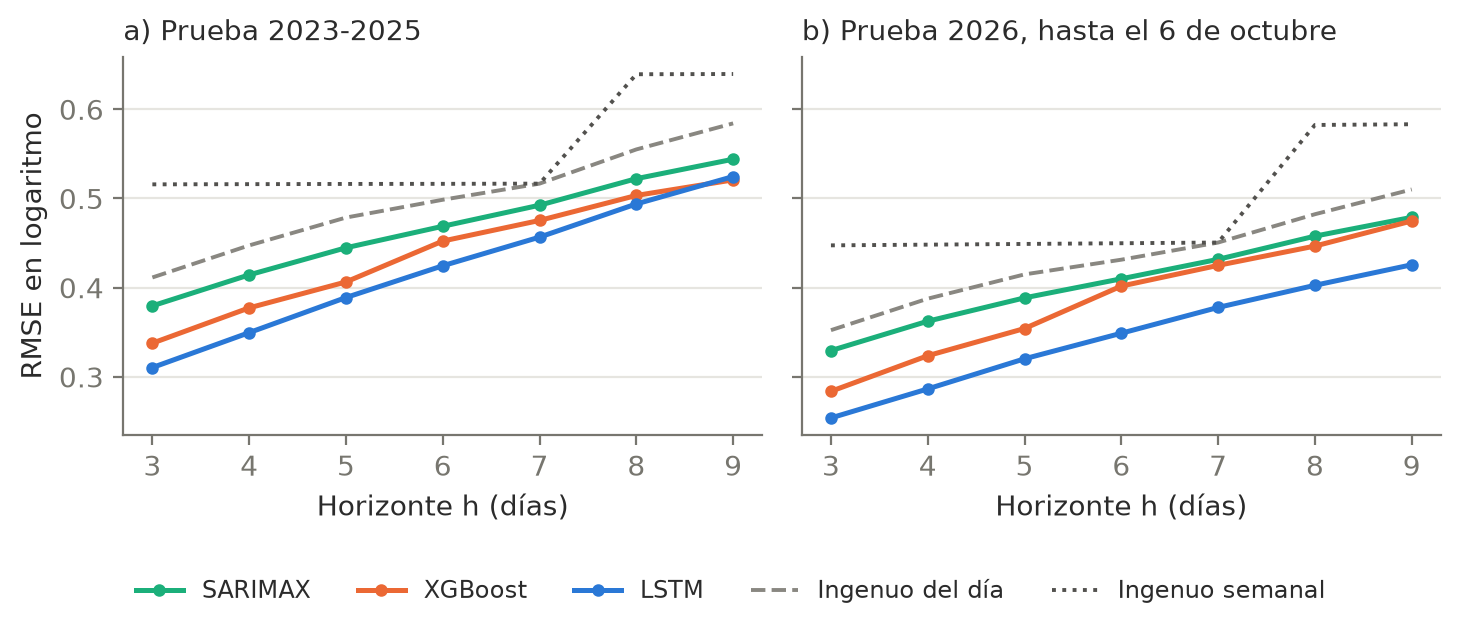 a) Prueba 2023-2025
b) Prueba 2026, hasta el 6 de octubre
RMSE en logaritmo
0.6
0.5
0.4
0.3
3 4 5 6 7 8 9
3 4 5 6 7 8 9
Horizonte h (días)
Horizonte h (días)
SARIMAX XGBoost LSTM Ingenuo del día Ingenuo semanal